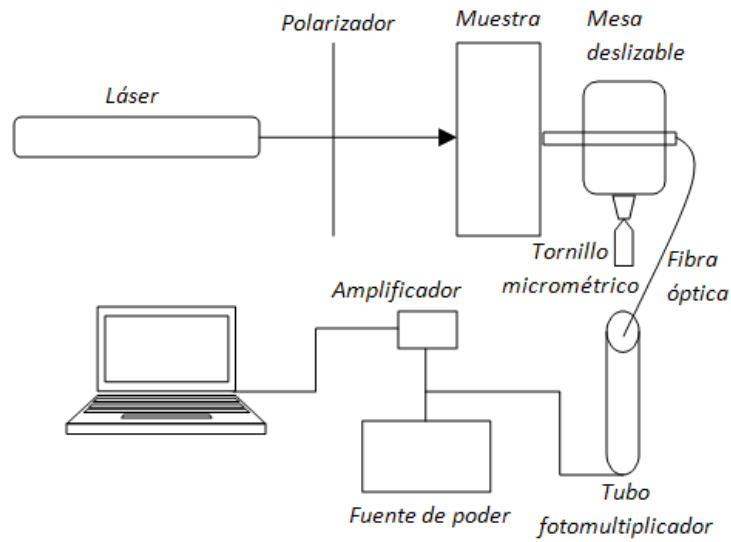 Polarizador
Muestra
Mesa
deslizable
Láser
Tornillo
micrométrico
Fibra
óptica
Amplificador
Fuente de poder
Tubo
fotomultiplicador